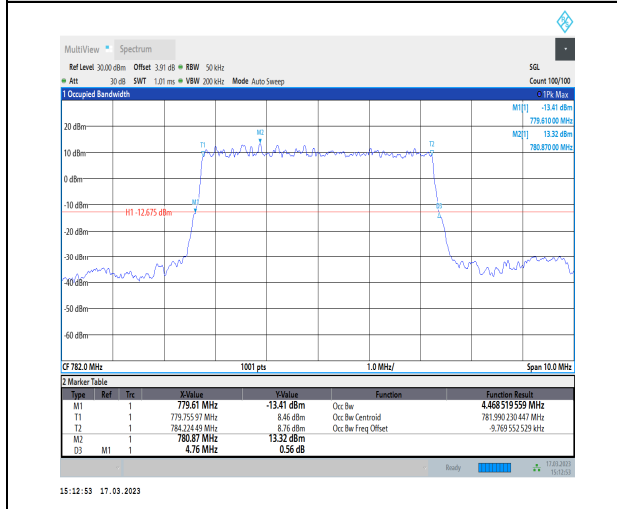 MultiView Spectrum
Ref Level 30.00 dBm Offset 3.91 dB RBW 50 kHz SGL
Att 30 dB SWT 1.01 ms VBW 200 kHz Mode Auto Sweep Count 100/100
1 Occupied Bandwidth 1Pk Max
M1[1] -13.41 dBm
779.61000 MHz
M2[1] 13.32 dBm
780.87000 MHz
20 dBm
M2
T1 T2
10 dBm
0 dBm
-10 dBm
M1 D3
H1 -12.675 dBm
-20 dBm
-30 dBm
-40 dBm
-50 dBm
-60 dBm
CF 782.0 MHz 1001 pts 1.0 MHz/ Span 10.0 MHz
2 Marker Table
Type Ref Trc X-Value Y-Value Function Function Result
M1 1 779.61 MHz -13.41 dBm Occ Bw 4.468 519 559 MHz
T1 1 779.755 97 MHz 8.46 dBm Occ Bw Centroid 781.990 230 447 MHz
T2 1 784.224 49 MHz 8.76 dBm Occ Bw Freq Offset -9.769 552 529 kHz
M2 1 780.87 MHz 13.32 dBm
D3 M1 1 4.76 MHz 0.56 dB
Ready 17.03.2023
15:12:53
15:12:53 17.03.2023